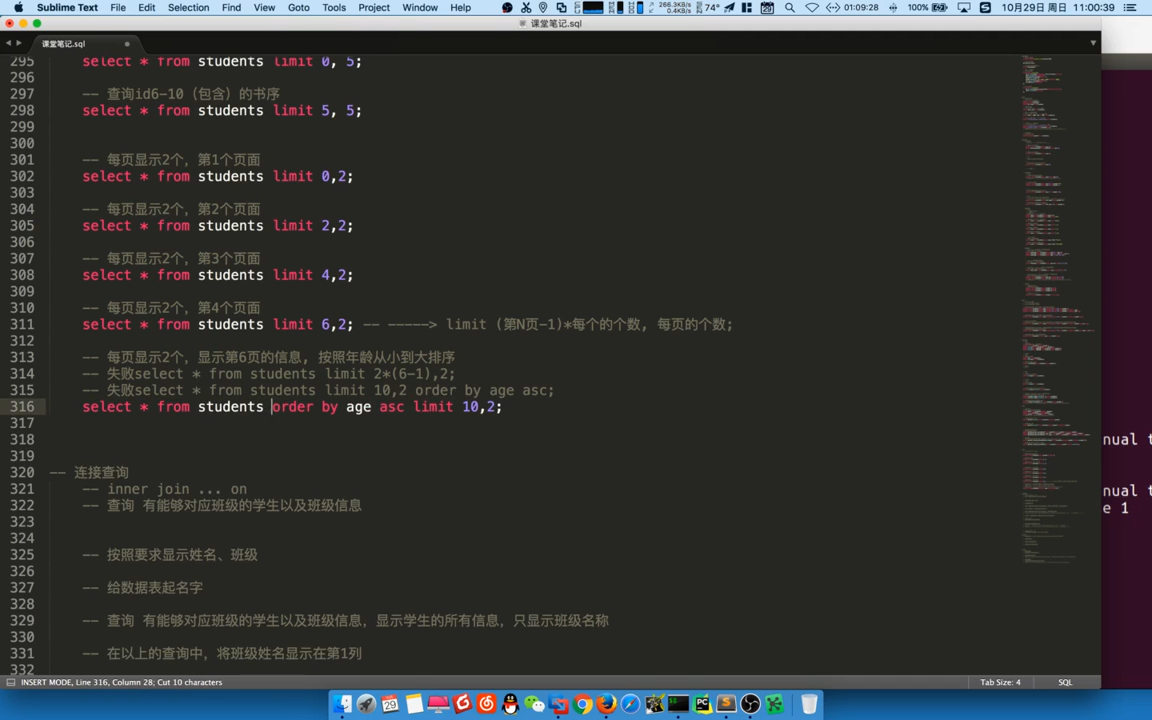 Sublime Text File Edit Selection Find View Goto Tools Project Window Help 266.3KB/s 0.4KB/s 74° 01:09:28 100% 10月29日 周日 11:00:39
课堂笔记.sql
课堂笔记.sql
295 select * from students limit 0, 5;
296
297 -- 查询id6-10（包含）的书序
298 select * from students limit 5, 5;
299
300
301 -- 每页显示2个，第1个页面
302 select * from students limit 0,2;
303
304 -- 每页显示2个，第2个页面
305 select * from students limit 2,2;
306
307 -- 每页显示2个，第3个页面
308 select * from students limit 4,2;
309
310 -- 每页显示2个，第4个页面
311 select * from students limit 6,2; -- -----> limit (第N页-1)*每个的个数, 每页的个数;
312
313 -- 每页显示2个，显示第6页的信息, 按照年龄从小到大排序
314 -- 失败select * from students limit 2*(6-1),2;
315 -- 失败select * from students limit 10,2 order by age asc;
316 select * from students order by age asc limit 10,2;
317
318
319
320 -- 连接查询
321 -- inner join ... on
322 -- 查询 有能够对应班级的学生以及班级信息
323
324
325 -- 按照要求显示姓名、班级
326
327 -- 给数据表起名字
328
329 -- 查询 有能够对应班级的学生以及班级信息，显示学生的所有信息，只显示班级名称
330
331 -- 在以上的查询中，将班级姓名显示在第1列
332
nual t
nual t
e 1
INSERT MODE, Line 316, Column 28; Cut 10 characters Tab Size: 4 SQL